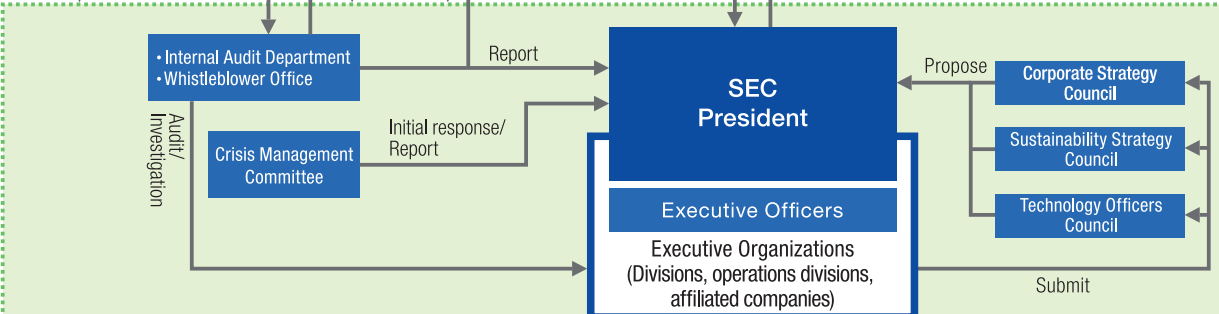 • Internal Audit Department
• Whistleblower Office
Report
SEC
President
Propose
Corporate Strategy
Council
Audit/
Investigation
Crisis Management
Committee
Initial response/
Report
Sustainability Strategy
Council
Executive Officers
Technology Officers
Council
Executive Organizations
(Divisions, operations divisions,
affiliated companies)
Submit